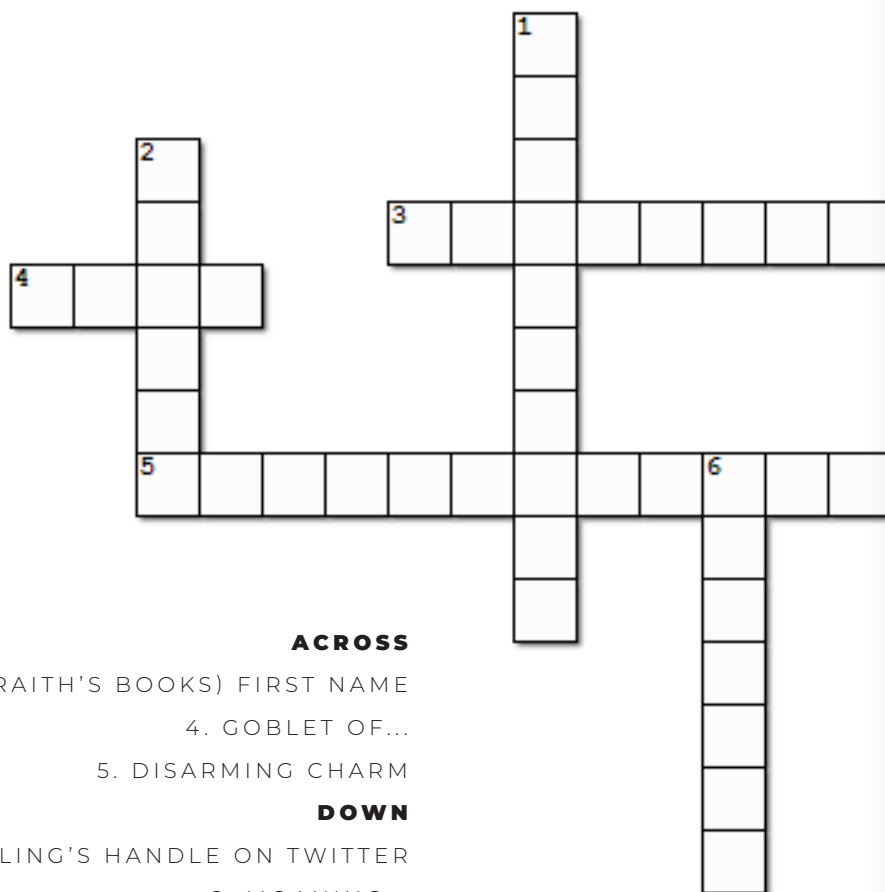 1
2
3
4
5
6
ACROSS
RAITH’S BOOKS) FIRST NAME
4. GOBLET OF...
5. DISARMING CHARM
DOWN
LING’S HANDLE ON TWITTER